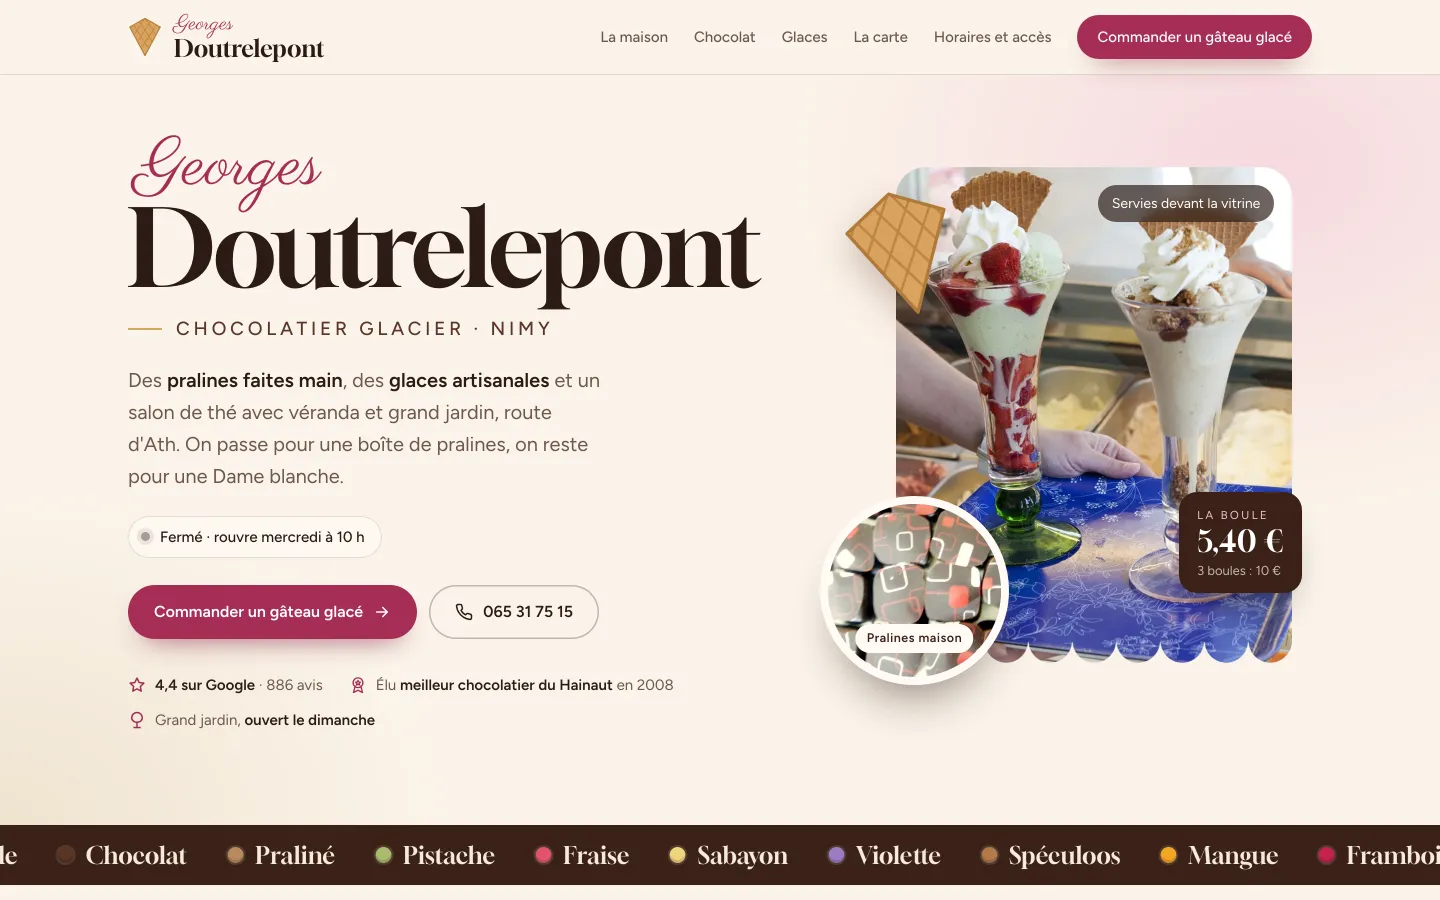 Georges
Doutrelepont
La maison
Chocolat
Glaces
La carte
Horaires et accès
Commander un gâteau glacé
Georges
Doutrelepont
CHOCOLATIER GLACIER · NIMY
Des pralines faites main, des glaces artisanales et un
salon de thé avec véranda et grand jardin, route
d'Ath. On passe pour une boîte de pralines, on reste
pour une Dame blanche.
Fermé · rouvre mercredi à 10 h
Commander un gâteau glacé →
065 31 75 15
4,4 sur Google · 886 avis
Élu meilleur chocolatier du Hainaut en 2008
Grand jardin, ouvert le dimanche
Servies devant la vitrine
LA BOULE
5,40 €
3 boules : 10 €
Pralines maison
le
Chocolat
Praliné
Pistache
Fraise
Sabayon
Violette
Spéculoos
Mangue
Framboi